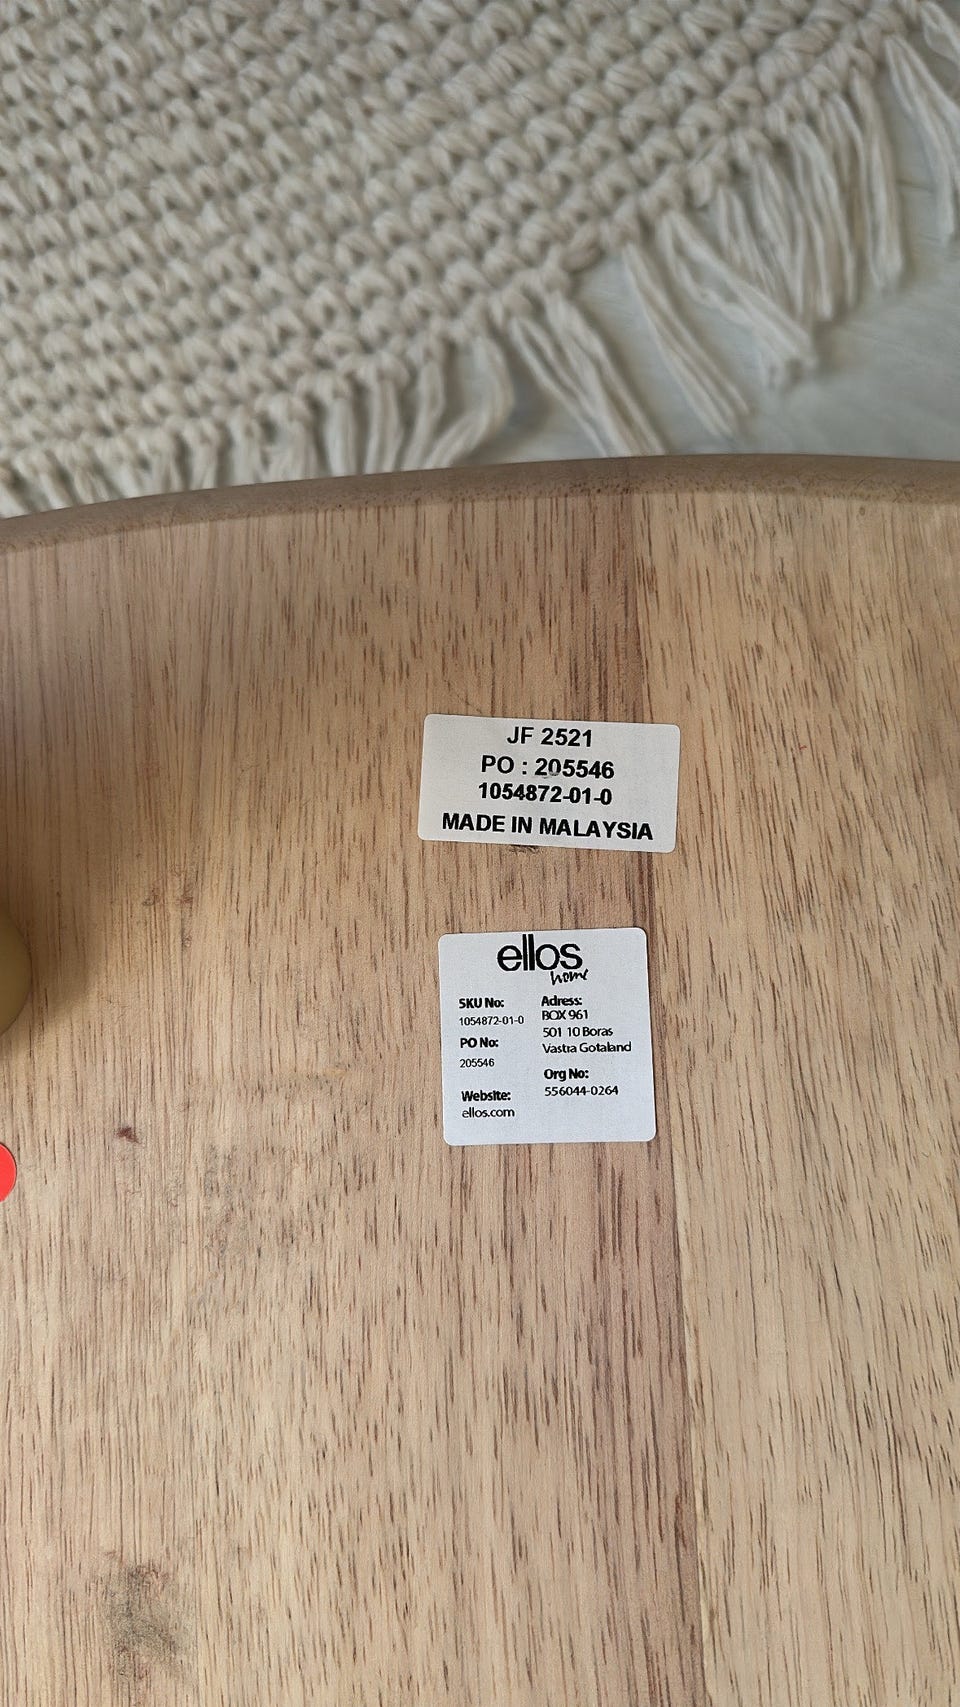 JF 2521
PO : 205546
1054872-01-0
MADE IN MALAYSIA
ellos
home
SKU No:
1054872-01-0
PO No:
205546
Website:
ellos.com
Adress:
BOX 961
501 10 Boras
Vastra Gotaland
Org No:
556044-0264